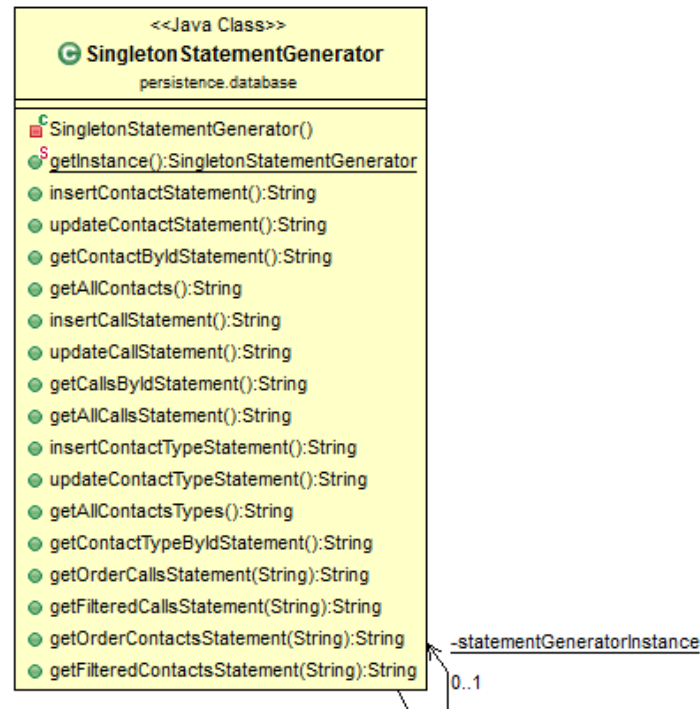 <<Java Class>>
G SingletonStatementGenerator
persistence.database
C SingletonStatementGenerator()
S getInstance():SingletonStatementGenerator
insertContactStatement():String
updateContactStatement():String
getContactByIdStatement():String
getAllContacts():String
insertCallStatement():String
updateCallStatement():String
getCallsByIdStatement():String
getAllCallsStatement():String
insertContactTypeStatement():String
updateContactTypeStatement():String
getAllContactsTypes():String
getContactTypeByIdStatement():String
getOrderCallsStatement(String):String
getFilteredCallsStatement(String):String
getOrderContactsStatement(String):String
getFilteredContactsStatement(String):String
-statementGeneratorInstance
0..1